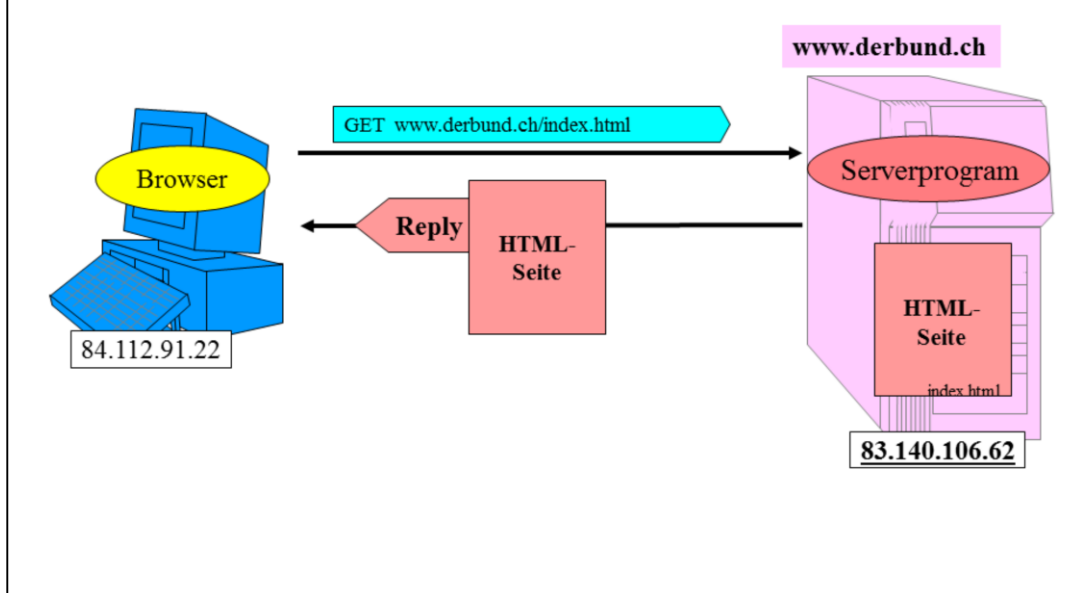 www.derbund.ch
GET www.derbund.ch/index.html
Browser
Serverprogram
Reply
HTML-
Seite
HTML-
Seite
index.html
84.112.91.22
83.140.106.62